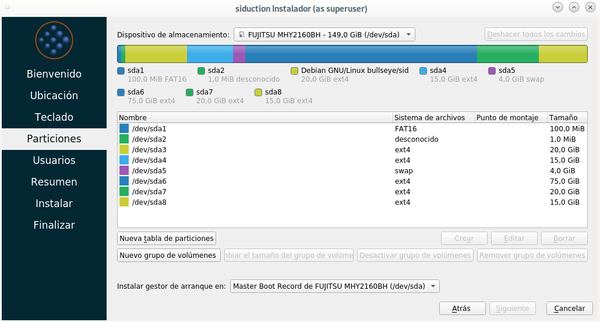 siduction Instalador (as superuser)
Dispositivo de almacenamiento: FUJITSU MHY2160BH - 149,0 GiB (/dev/sda) Deshacer todos los cambios
Bienvenido
Ubicación
Teclado
Particiones
Usuarios
Resumen
Instalar
Finalizar
sda1 sda2 Debian GNU/Linux bullseye/sid sda4 sda5
100,0 MiB FAT16 1,0 MiB desconocido 20,0 GiB ext4 15,0 GiB ext4 4,0 GiB swap
sda6 sda7 sda8
75,0 GiB ext4 20,0 GiB ext4 15,0 GiB ext4
Nombre Sistema de archivos Punto de montaje Tamaño
/dev/sda1 FAT16 100,0 MiB
/dev/sda2 desconocido 1,0 MiB
/dev/sda3 ext4 20,0 GiB
/dev/sda4 ext4 15,0 GiB
/dev/sda5 swap 4,0 GiB
/dev/sda6 ext4 75,0 GiB
/dev/sda7 ext4 20,0 GiB
/dev/sda8 ext4 15,0 GiB
Nueva tabla de particiones Crear Editar Borrar
Nuevo grupo de volúmenes nbiar el tamaño del grupo de volúme Desactivar grupo de volúmenes Remover grupo de volúmenes
Instalar gestor de arranque en: Master Boot Record de FUJITSU MHY2160BH (/dev/sda)
Atrás Siguiente Cancelar